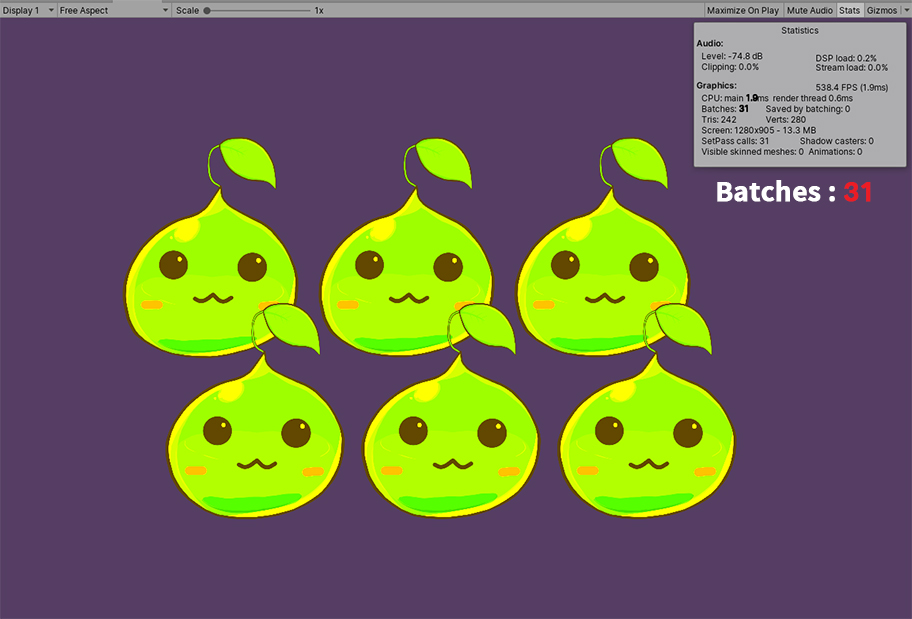 Display 1 Free Aspect Scale 1x Maximize On Play Mute Audio Stats Gizmos
Statistics
Audio:
Level: -74.8 dB DSP load: 0.2%
Clipping: 0.0% Stream load: 0.0%
Graphics: 538.4 FPS (1.9ms)
CPU: main 1.9ms render thread 0.6ms
Batches: 31 Saved by batching: 0
Tris: 242 Verts: 280
Screen: 1280x905 - 13.3 MB
SetPass calls: 31 Shadow casters: 0
Visible skinned meshes: 0 Animations: 0
Batches : 31